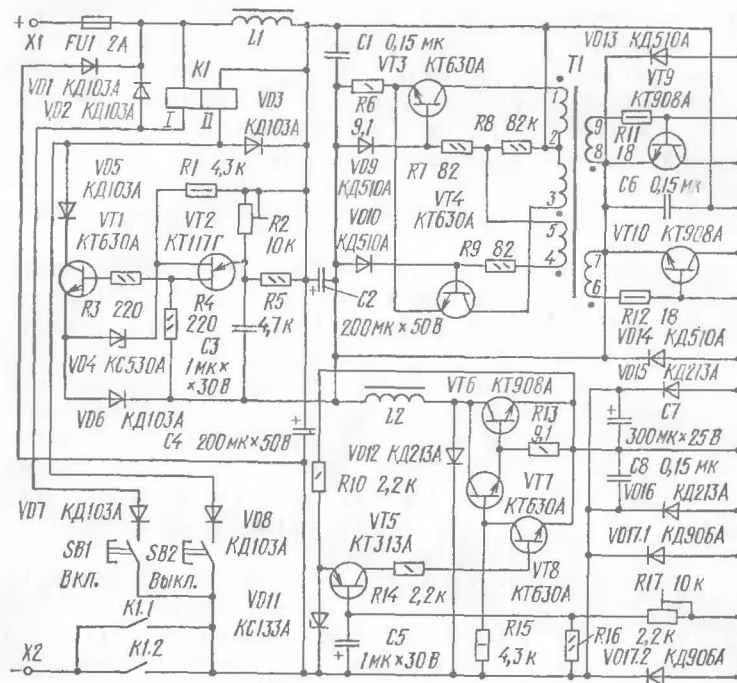 +
X1
FU1 2А
L1
C1 0,15 мк
VT3
КТ630А
T1
VD13 КД510А
VT9
КТ908А
VD1 КД103А
VD2 КД103А
K1
I
II
VD3
КД103А
R6
9,1
VD9
КД510А
R7 82
R8 82к
1
2
3
5
4
9
8
7
6
R11
18
C6 0,15 мк
VD5
КД103А
R1 4,3 к
VT1
КТ630А
VT2
КТ117Г
R2
10 к
VT4
КТ630А
VD10
КД510А
R9 82
VT10
КТ908А
R3
220
R4
220
R5
4,7 к
C2
200 мк × 50 В
R12 18
VD14 КД510А
VD4 КС530А
C3
1 мк ×
× 30 В
VD15 КД213А
VD6 КД103А
L2
VT6
КТ908А
R13
9,1
C7
300 мк × 25 В
C4
200 мк × 50 В
+
+
+
+
VD12 КД213А
R10 2,2 к
VT7
КТ630А
C8 0,15 мк
VD16 КД213А
VD7 КД103А
VD8
КД103А
VT5
КТ313А
VT8
КТ630А
VD17.1 КД906А
SB1
Вкл.
SB2
Выкл.
R14 2,2 к
R17 10 к
VD11
КС133А
K1.1
K1.2
X2
−
C5
1 мк × 30 В
R15
4,3 к
R16
2,2 к
VD17.2 КД906А